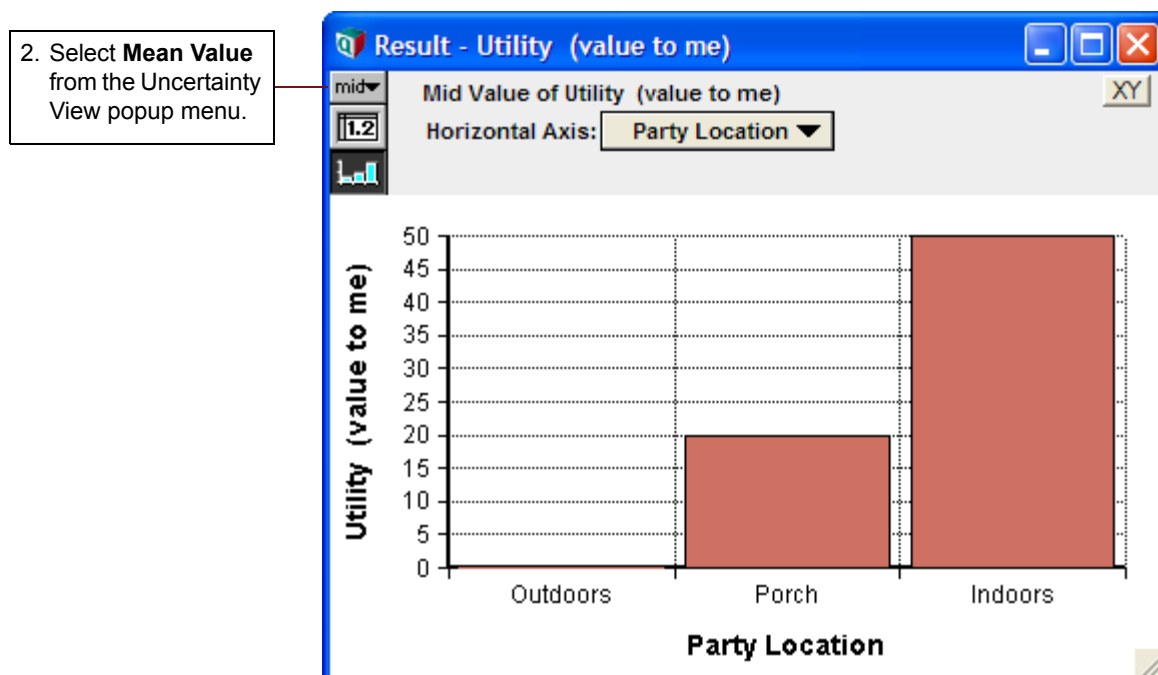 2. Select Mean Value
from the Uncertainty
View popup menu.
Result - Utility (value to me)
mid
Mid Value of Utility (value to me)
XY
1.2
Horizontal Axis: Party Location
50
45
40
35
30
25
20
15
10
5
0
Utility (value to me)
Outdoors Porch Indoors
Party Location